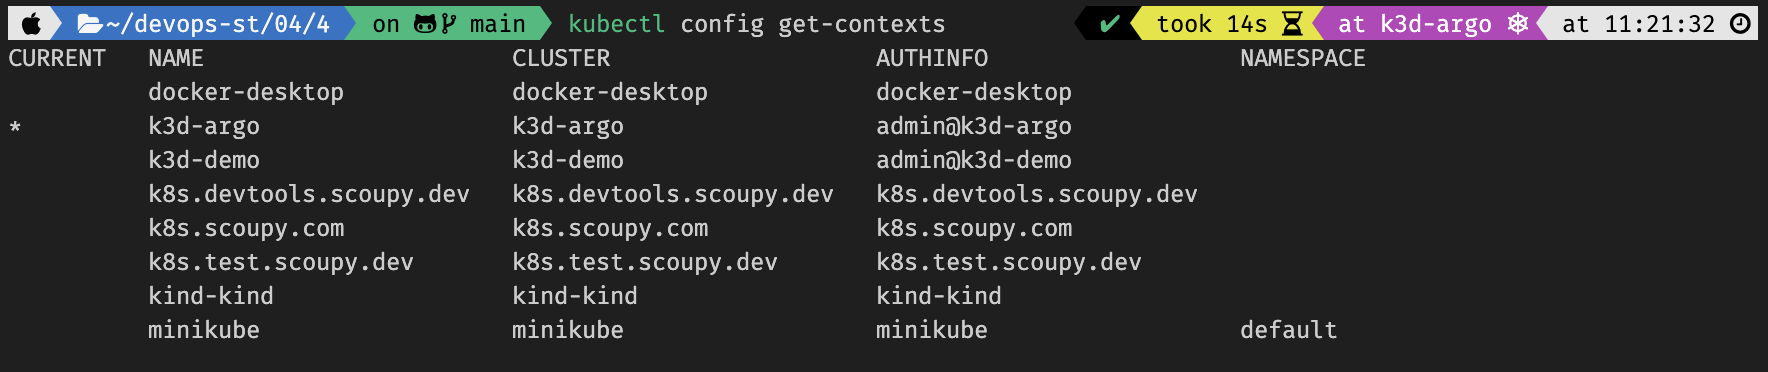 ~/devops-st/04/4 on main kubectl config get-contexts ✔ took 14s at k3d-argo at 11:21:32
CURRENT NAME CLUSTER AUTHINFO NAMESPACE
docker-desktop docker-desktop docker-desktop
* k3d-argo k3d-argo admin@k3d-argo
k3d-demo k3d-demo admin@k3d-demo
k8s.devtools.scoupy.dev k8s.devtools.scoupy.dev k8s.devtools.scoupy.dev
k8s.scoupy.com k8s.scoupy.com k8s.scoupy.com
k8s.test.scoupy.dev k8s.test.scoupy.dev k8s.test.scoupy.dev
kind-kind kind-kind kind-kind
minikube minikube minikube default